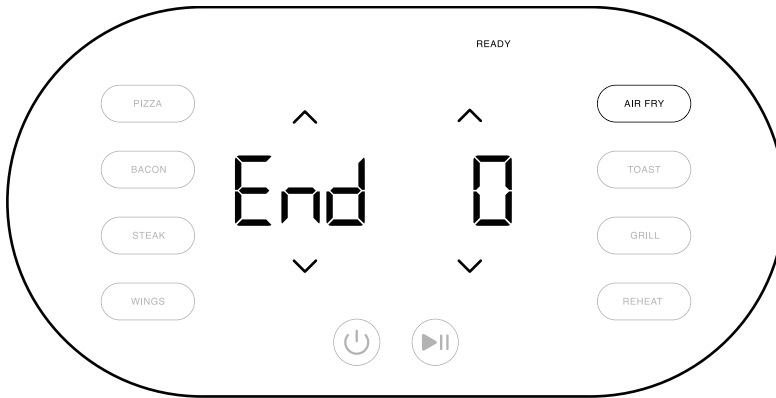 READY
PIZZA
AIR FRY
BACON
TOAST
End 0
STEAK
GRILL
WINGS
REHEAT